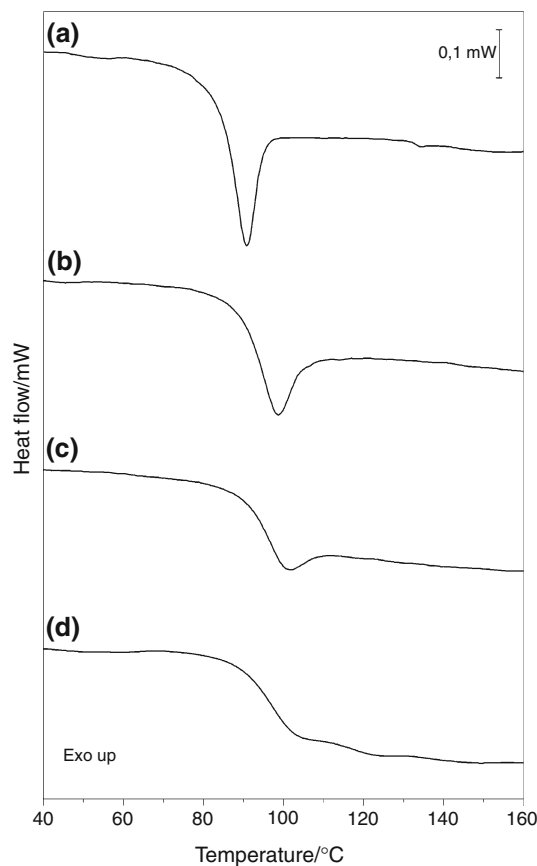 (a)
0,1 mW
(b)
(c)
(d)
Heat flow/mW
Exo up
40 60 80 100 120 140 160
Temperature/°C